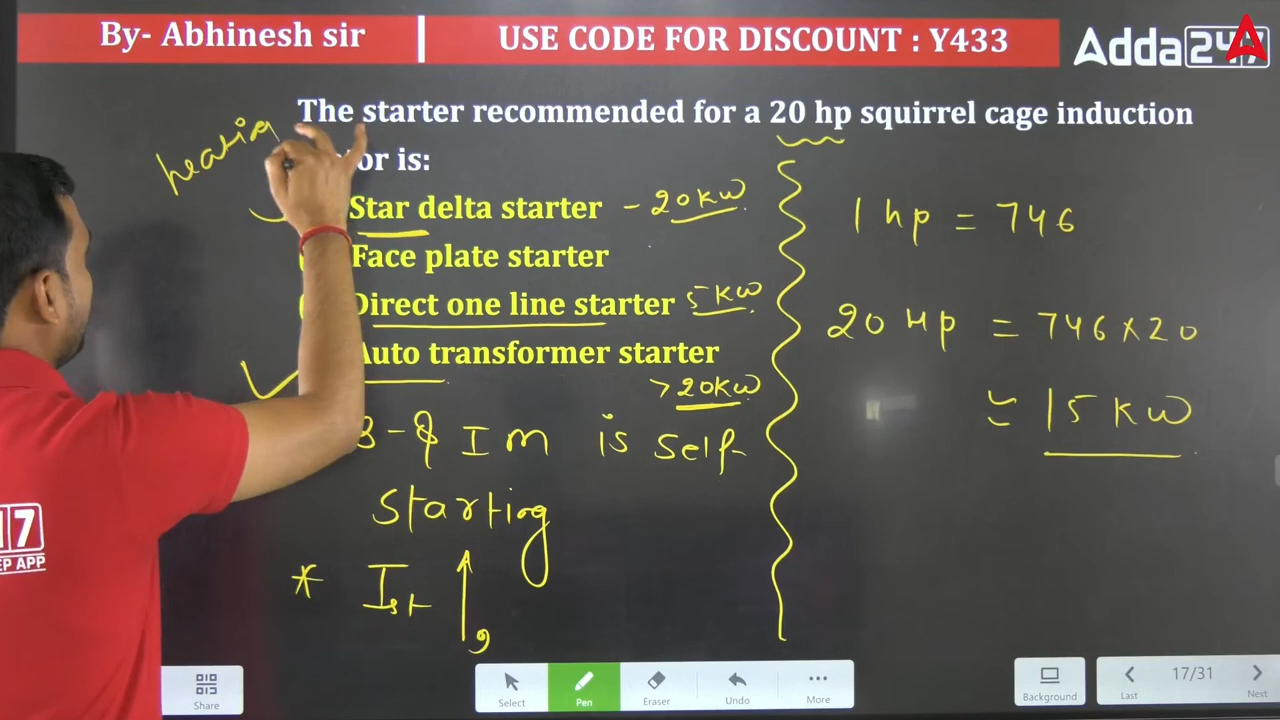 By- Abhinesh sir
USE CODE FOR DISCOUNT : Y433
Adda247
The starter recommended for a 20 hp squirrel cage induction
is:
Star delta starter - 20KW
Face plate starter
Direct one line starter 5KW
Auto transformer starter
>20KW
heating
3-Φ IM is self-
starting
* Ist ↑,
1 hp = 746
20 HP = 746×20
≃ 15 KW
17
EP APP
Share
Select
Pen
Eraser
Undo
More
Background
Last
17/31
Next